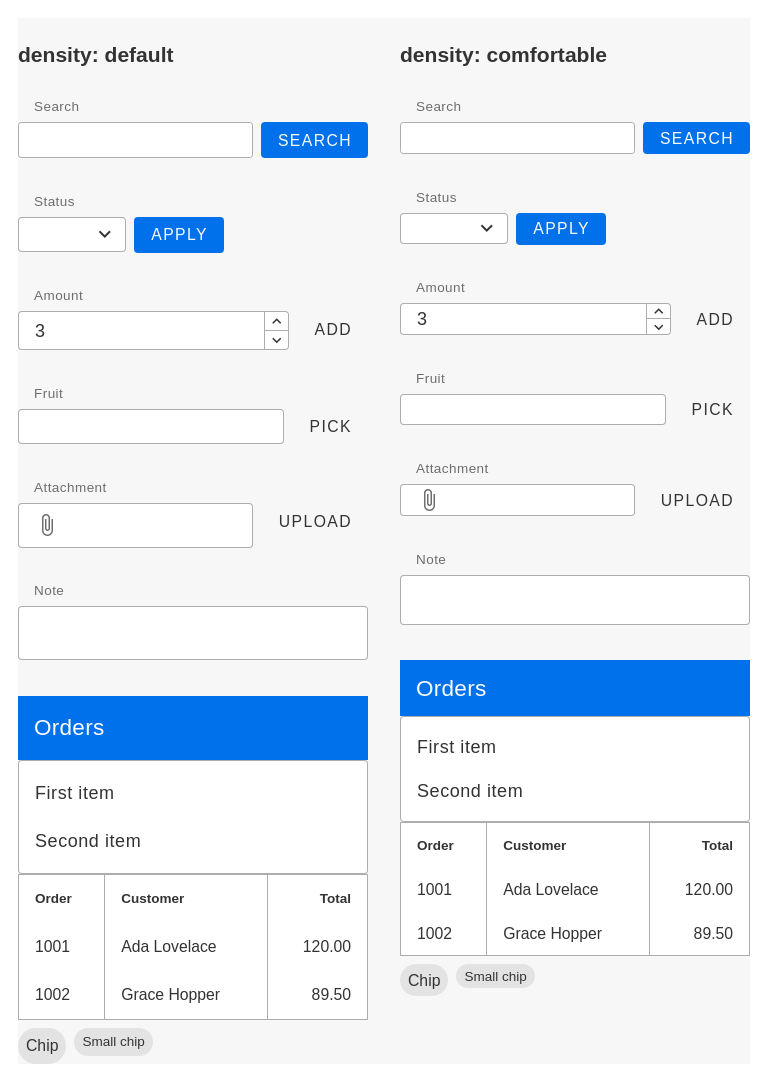 density: default
Search
SEARCH
Status
APPLY
Amount
3
ADD
Fruit
PICK
Attachment
UPLOAD
Note
Orders
First item
Second item
Order Customer Total
1001 Ada Lovelace 120.00
1002 Grace Hopper 89.50
Chip Small chip
density: comfortable
Search
SEARCH
Status
APPLY
Amount
3
ADD
Fruit
PICK
Attachment
UPLOAD
Note
Orders
First item
Second item
Order Customer Total
1001 Ada Lovelace 120.00
1002 Grace Hopper 89.50
Chip Small chip